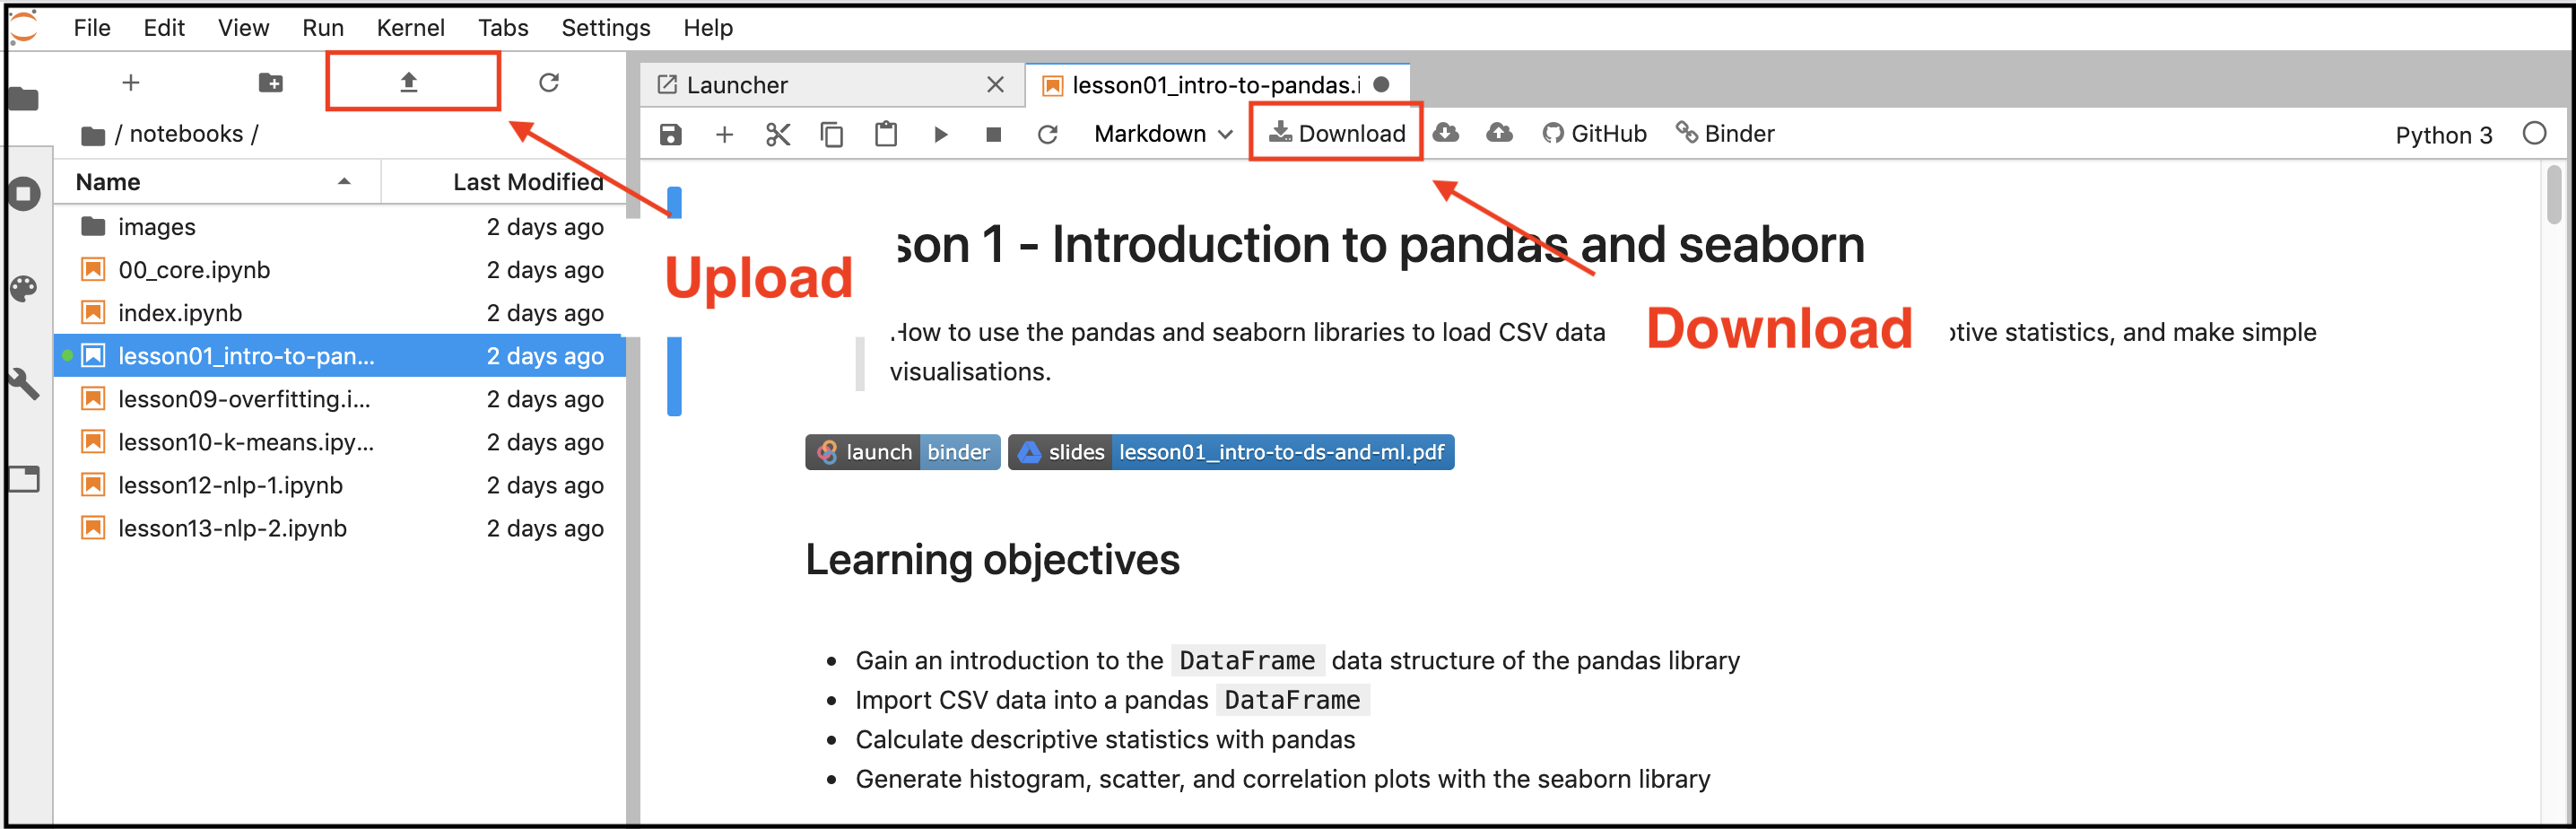 File Edit View Run Kernel Tabs Settings Help
Launcher
lesson01_intro-to-pandas.i
Markdown Download GitHub Binder Python 3
/ notebooks /
Name Last Modified
images 2 days ago
00_core.ipynb 2 days ago
index.ipynb 2 days ago
lesson01_intro-to-pan... 2 days ago
lesson09-overfitting.i... 2 days ago
lesson10-k-means.ipy... 2 days ago
lesson12-nlp-1.ipynb 2 days ago
lesson13-nlp-2.ipynb 2 days ago
Upload
Download
son 1 - Introduction to pandas and seaborn
How to use the pandas and seaborn libraries to load CSV data tive statistics, and make simple
visualisations.
launch binder slides lesson01_intro-to-ds-and-ml.pdf
Learning objectives
• Gain an introduction to the DataFrame data structure of the pandas library
• Import CSV data into a pandas DataFrame
• Calculate descriptive statistics with pandas
• Generate histogram, scatter, and correlation plots with the seaborn library